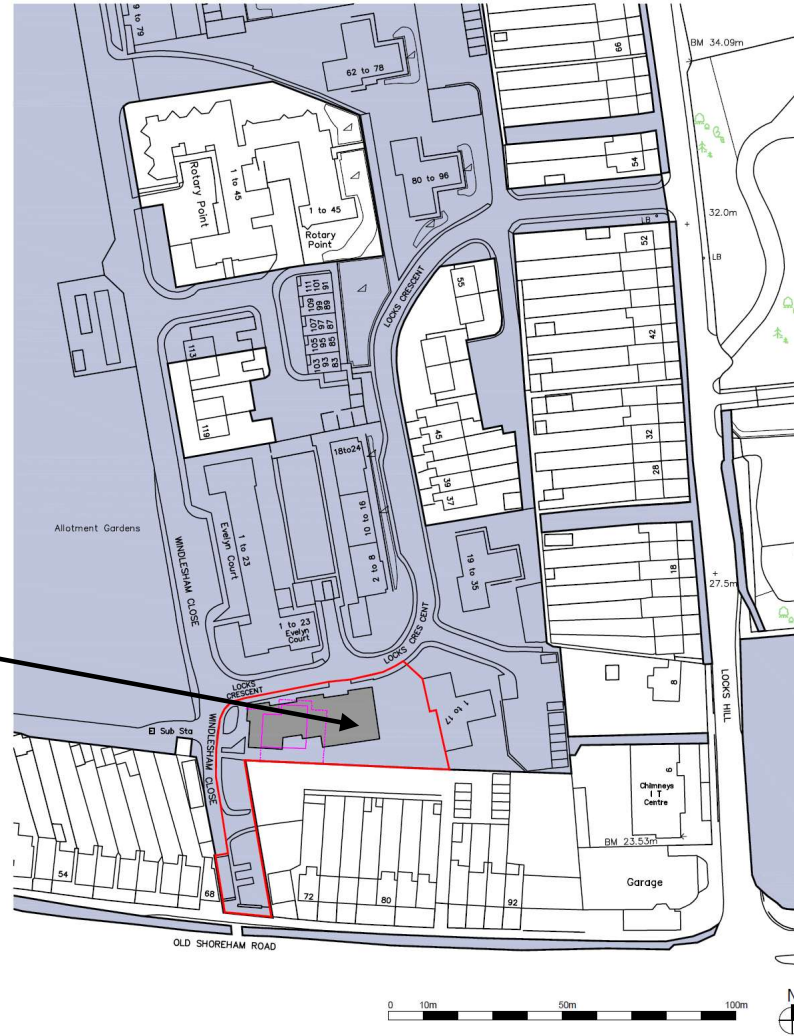 9 to 79
62 to 78
66
BM 34.09m
Rotary Point
1 to 45
1 to 45
Rotary
Point
80 to 96
54
32.0m
LB
LB
52
LOCKS CRESCENT
55
111
101
91
109
99
89
107
97
87
105
95
85
103
93
83
42
113
119
45
39
37
32
28
18to24
10 to 16
2 to 8
Allotment Gardens
WINDLESHAM CLOSE
1 to 23
Evelyn Court
1 to 23
Evelyn
Court
19 to 35
18
27.5m
LOCKS CRESCENT
LOCKS
CRESCENT
1 to 17
8
LOCKS HILL
Sub Sta
WINDLESHAM CLOSE
6
Chimneys
I T
Centre
BM 23.53m
54
68
72
80
92
Garage
OLD SHOREHAM ROAD
0
10m
50m
100m
N